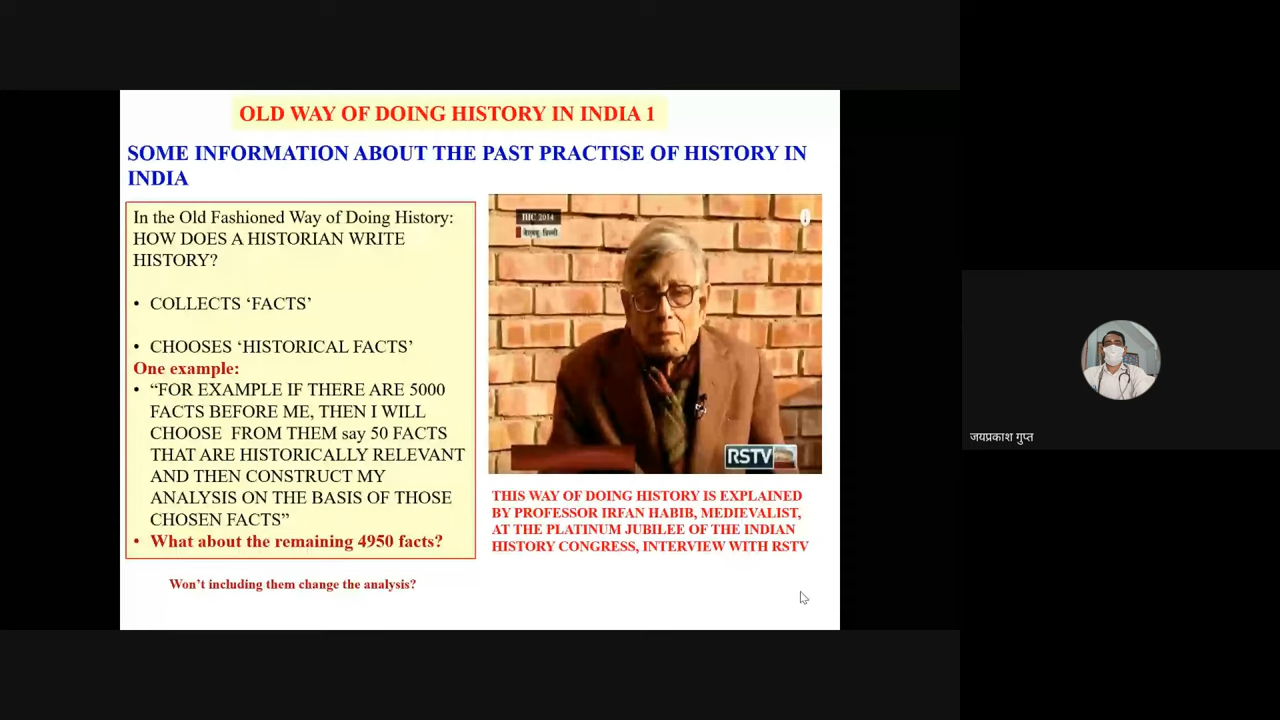 OLD WAY OF DOING HISTORY IN INDIA 1
SOME INFORMATION ABOUT THE PAST PRACTISE OF HISTORY IN
INDIA
In the Old Fashioned Way of Doing History:
HOW DOES A HISTORIAN WRITE
HISTORY?
• COLLECTS ‘FACTS’
• CHOOSES ‘HISTORICAL FACTS’
One example:
• “FOR EXAMPLE IF THERE ARE 5000
FACTS BEFORE ME, THEN I WILL
CHOOSE FROM THEM say 50 FACTS
THAT ARE HISTORICALLY RELEVANT
AND THEN CONSTRUCT MY
ANALYSIS ON THE BASIS OF THOSE
CHOSEN FACTS”
• What about the remaining 4950 facts?
Won’t including them change the analysis?
IHC 2014
जेएनयू, दिल्ली
RSTV
THIS WAY OF DOING HISTORY IS EXPLAINED
BY PROFESSOR IRFAN HABIB, MEDIEVALIST,
AT THE PLATINUM JUBILEE OF THE INDIAN
HISTORY CONGRESS, INTERVIEW WITH RSTV
जयप्रकाश गुप्त